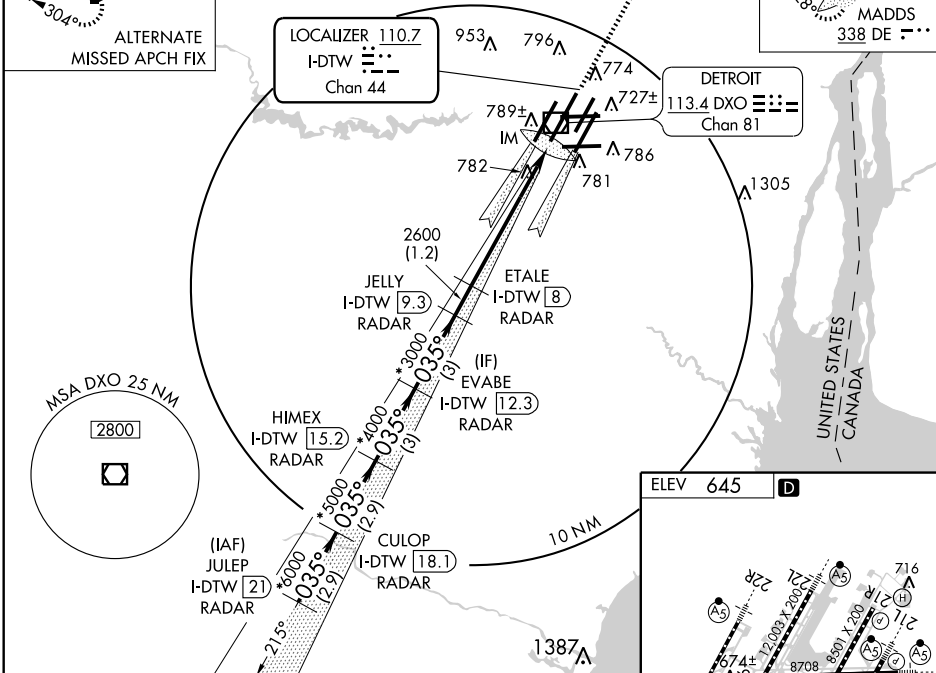 304°
ALTERNATE
MISSED APCH FIX
LOCALIZER 110.7
I-DTW
Chan 44
953
796
774
MADDS
338 DE
DETROIT
113.4 DXO
Chan 81
789±
727±
IM
786
782
781
1305
2600
(1.2)
JELLY
I-DTW 9.3
RADAR
ETALE
I-DTW 8
RADAR
*3000
035°
(3)
(IF)
EVABE
I-DTW 12.3
RADAR
MSA DXO 25 NM
2800
HIMEX
I-DTW 15.2
RADAR
*4000
035°
(3)
UNITED STATES
CANADA
*5000
035°
(2.9)
CULOP
I-DTW 18.1
RADAR
10 NM
(IAF)
JULEP
I-DTW 21
RADAR
*6000
035°
(2.9)
215°
1387
ELEV 645 D
22R
22L
A5
716
H
21R
21L
A5
P
A5
P
A5
12,003 X 200
8501 X 200
674±
8708